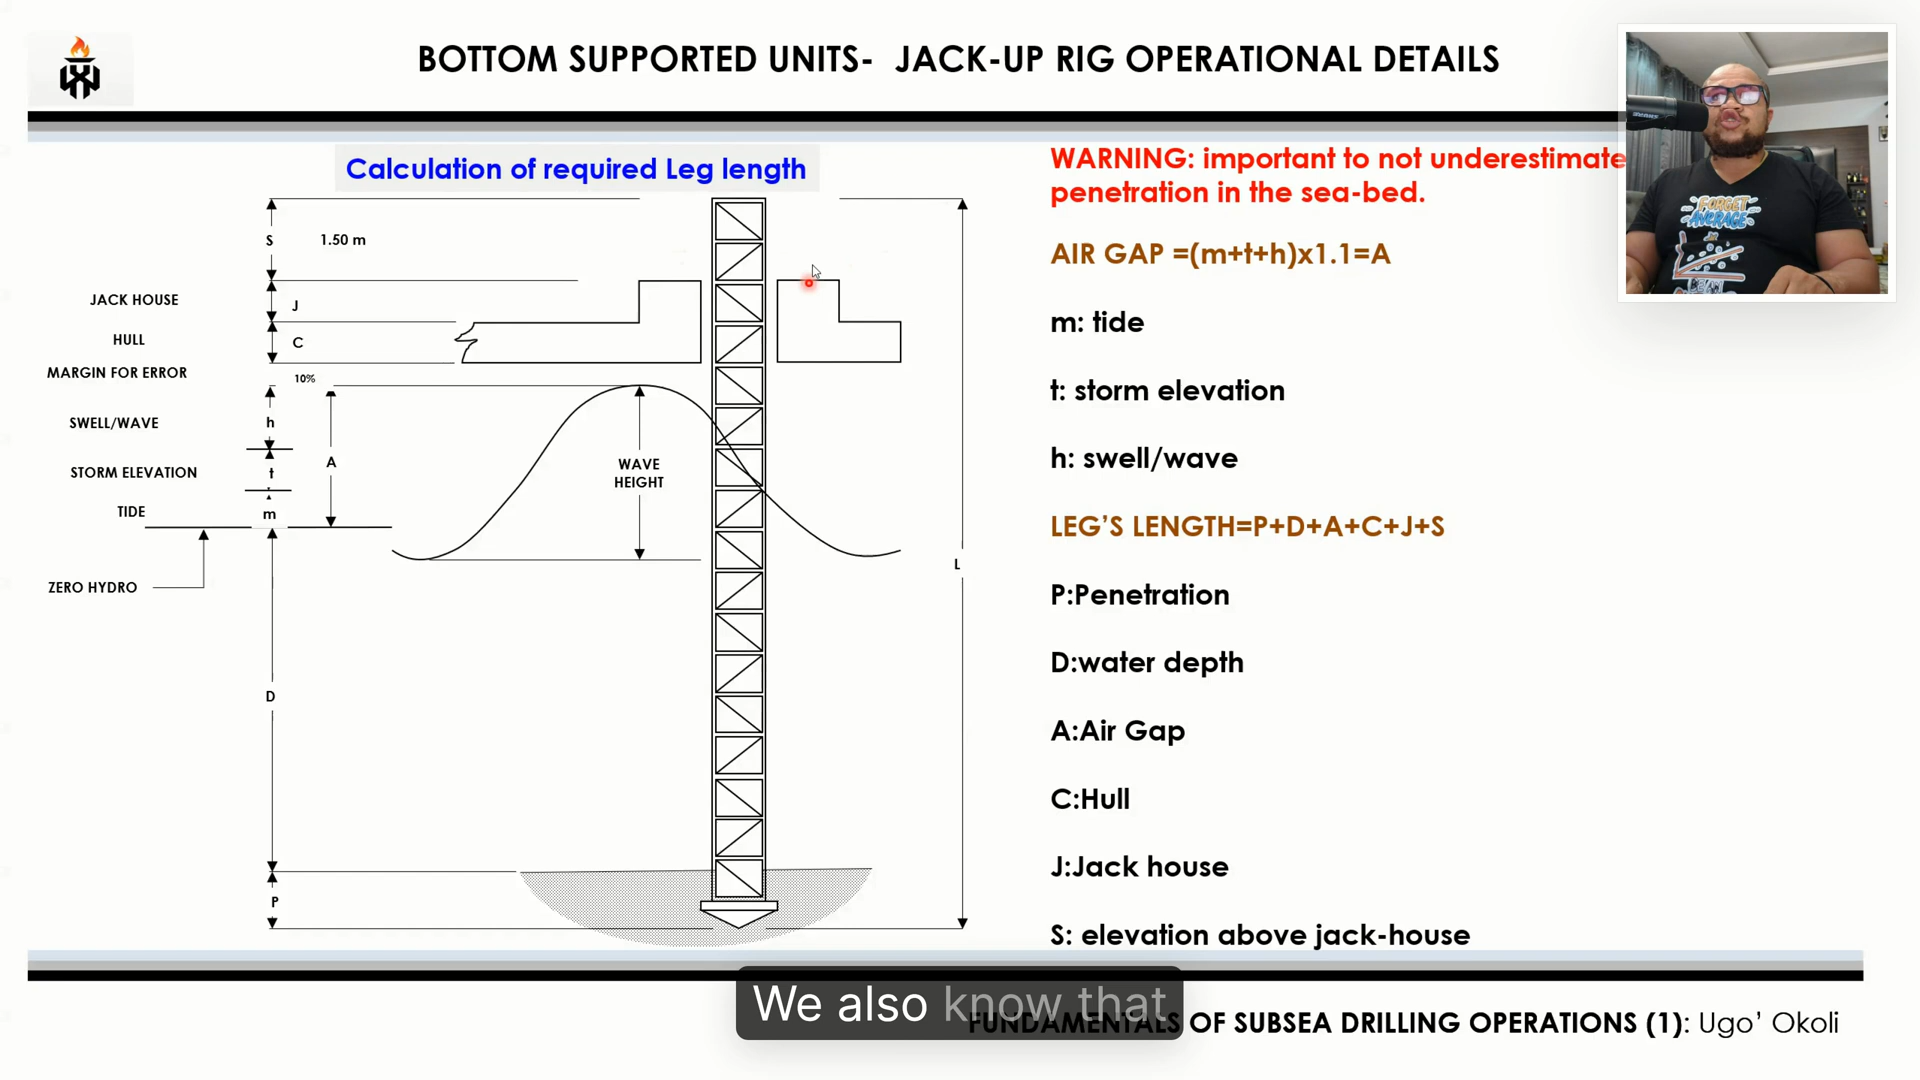 BOTTOM SUPPORTED UNITS- JACK-UP RIG OPERATIONAL DETAILS
Calculation of required Leg length
S
1.50 m
JACK HOUSE
J
HULL
C
MARGIN FOR ERROR
10%
SWELL/WAVE
h
STORM ELEVATION
t
A
TIDE
m
WAVE
HEIGHT
ZERO HYDRO
L
D
P
WARNING: important to not underestimate
penetration in the sea-bed.
AIR GAP =(m+t+h)x1.1=A
m: tide
t: storm elevation
h: swell/wave
LEG’S LENGTH=P+D+A+C+J+S
P:Penetration
D:water depth
A:Air Gap
C:Hull
J:Jack house
S: elevation above jack-house
FORGET
AVERAGE
We also know that
FUNDAMENTALS OF SUBSEA DRILLING OPERATIONS (1): Ugo’ Okoli